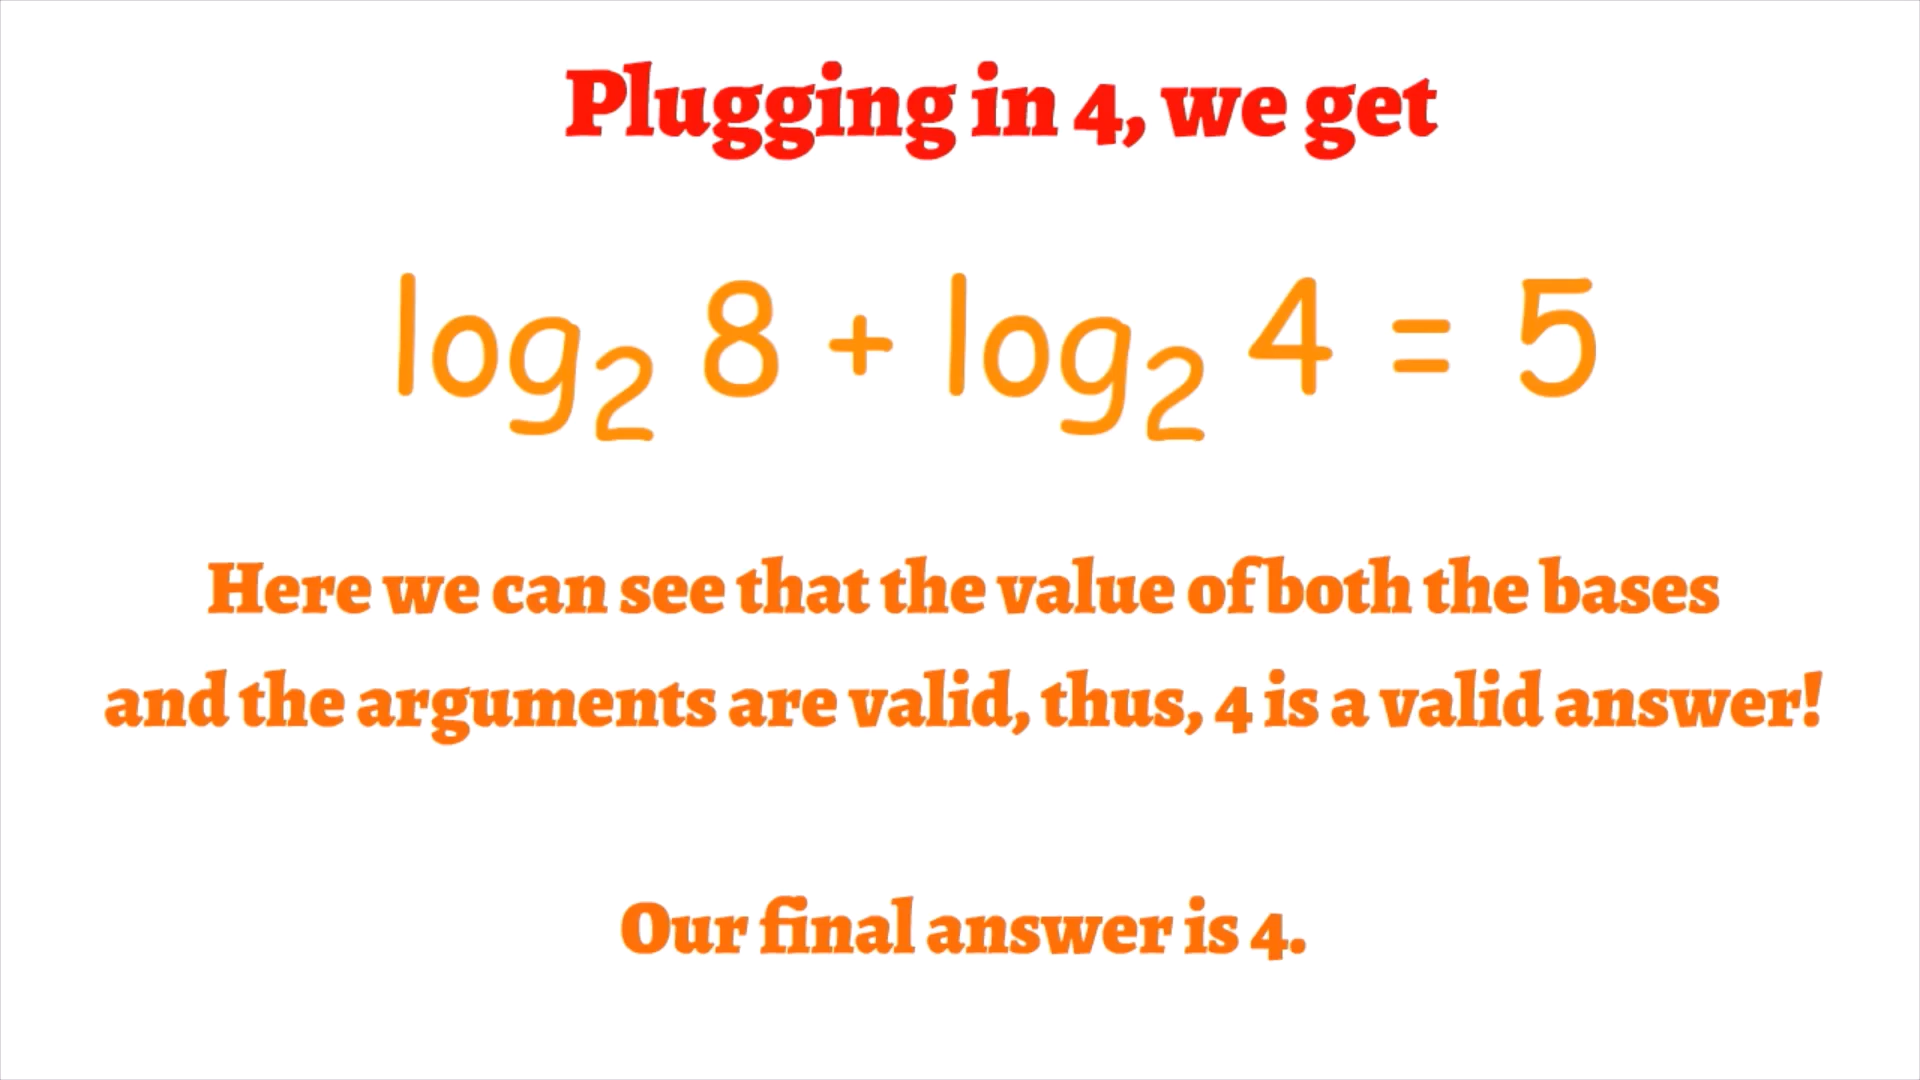 Plugging in 4, we get
log₂ 8 + log₂ 4 = 5
Here we can see that the value of both the bases
and the arguments are valid, thus, 4 is a valid answer!
Our final answer is 4.